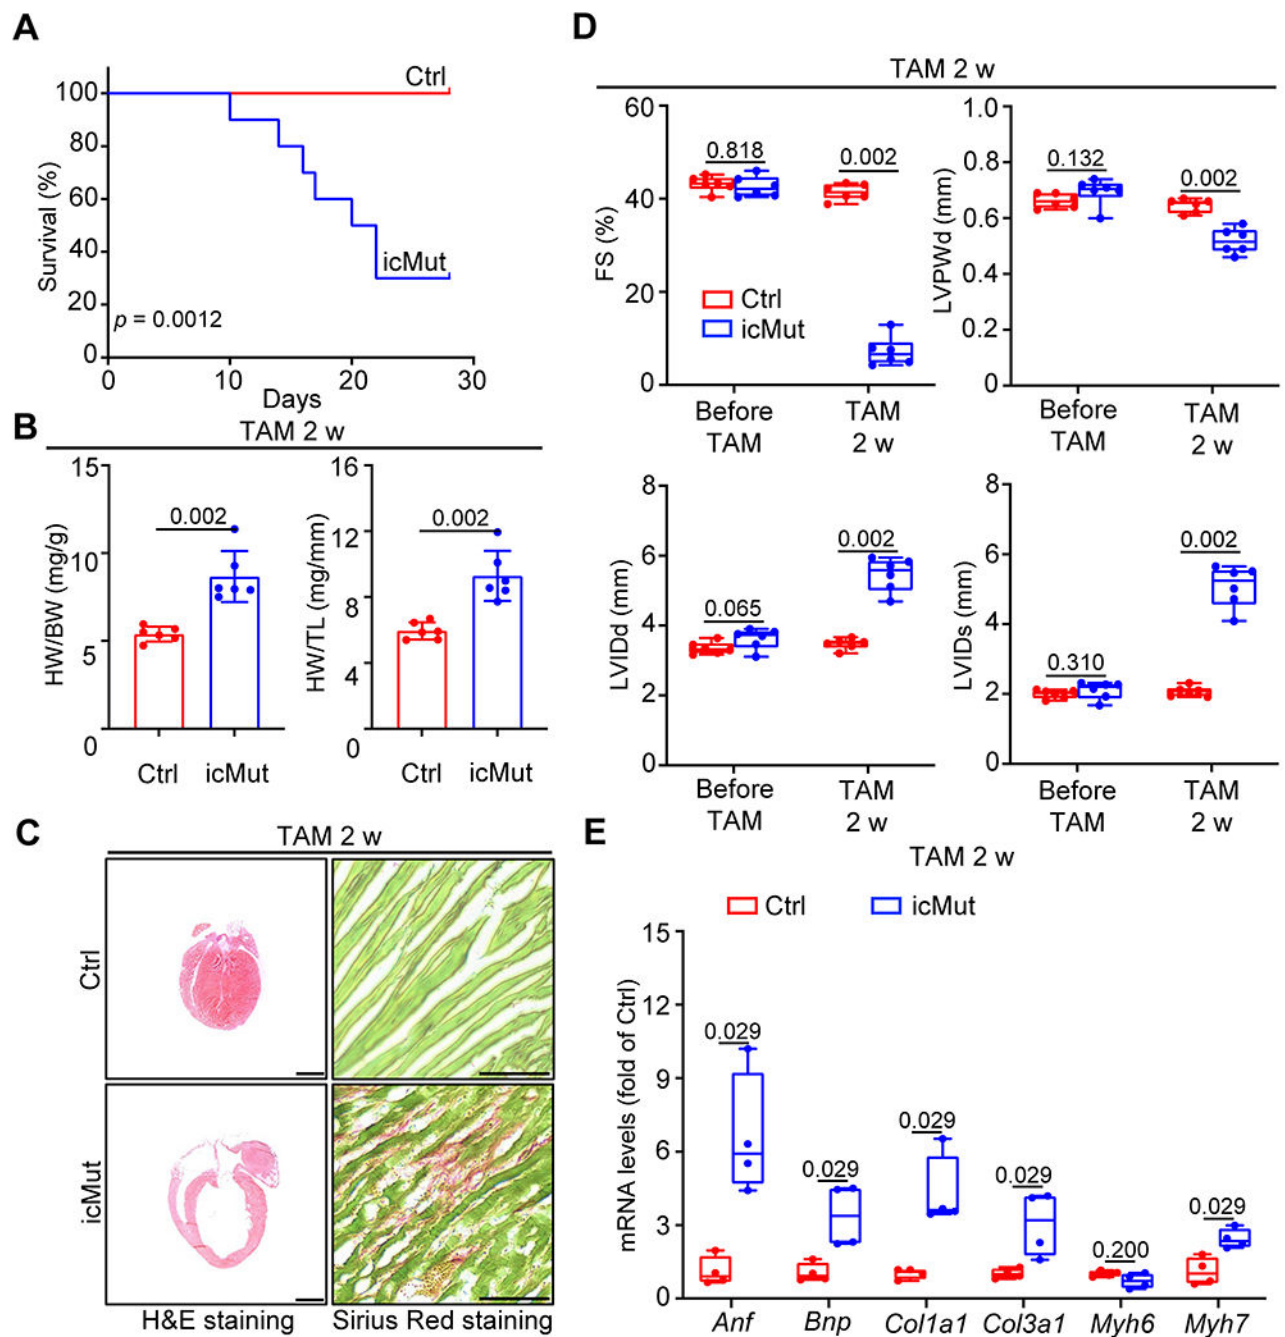 A
Survival (%)
100
80
60
40
20
0
Ctrl
icMut
p = 0.0012
0 10 20 30
Days
B
TAM 2 w
HW/BW (mg/g)
15
10
5
0
0.002
Ctrl icMut
HW/TL (mg/mm)
16
12
8
4
0
0.002
Ctrl icMut
C
TAM 2 w
Ctrl
icMut
H&E staining
Sirius Red staining
D
TAM 2 w
FS (%)
60
40
20
0
0.818
0.002
Ctrl
icMut
Before
TAM
TAM
2 w
LVPWd (mm)
1.0
0.8
0.6
0.4
0.2
0
0.132
0.002
Before
TAM
TAM
2 w
LVIDd (mm)
8
6
4
2
0
0.065
0.002
Before
TAM
TAM
2 w
LVIDs (mm)
8
6
4
2
0
0.310
0.002
Before
TAM
TAM
2 w
E
TAM 2 w
Ctrl
icMut
mRNA levels (fold of Ctrl)
15
12
9
6
3
0
0.029
0.029
0.029
0.029
0.200
0.029
Anf Bnp Col1a1 Col3a1 Myh6 Myh7